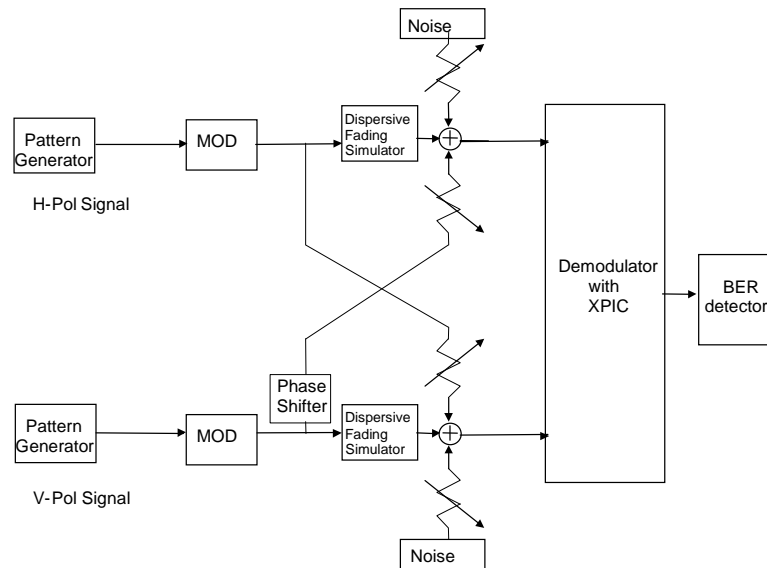 Noise
Pattern
Generator
MOD
Dispersive
Fading
Simulator
H-Pol Signal
Demodulator
with
XPIC
BER
detector
Phase
Shifter
Pattern
Generator
MOD
Dispersive
Fading
Simulator
V-Pol Signal
Noise